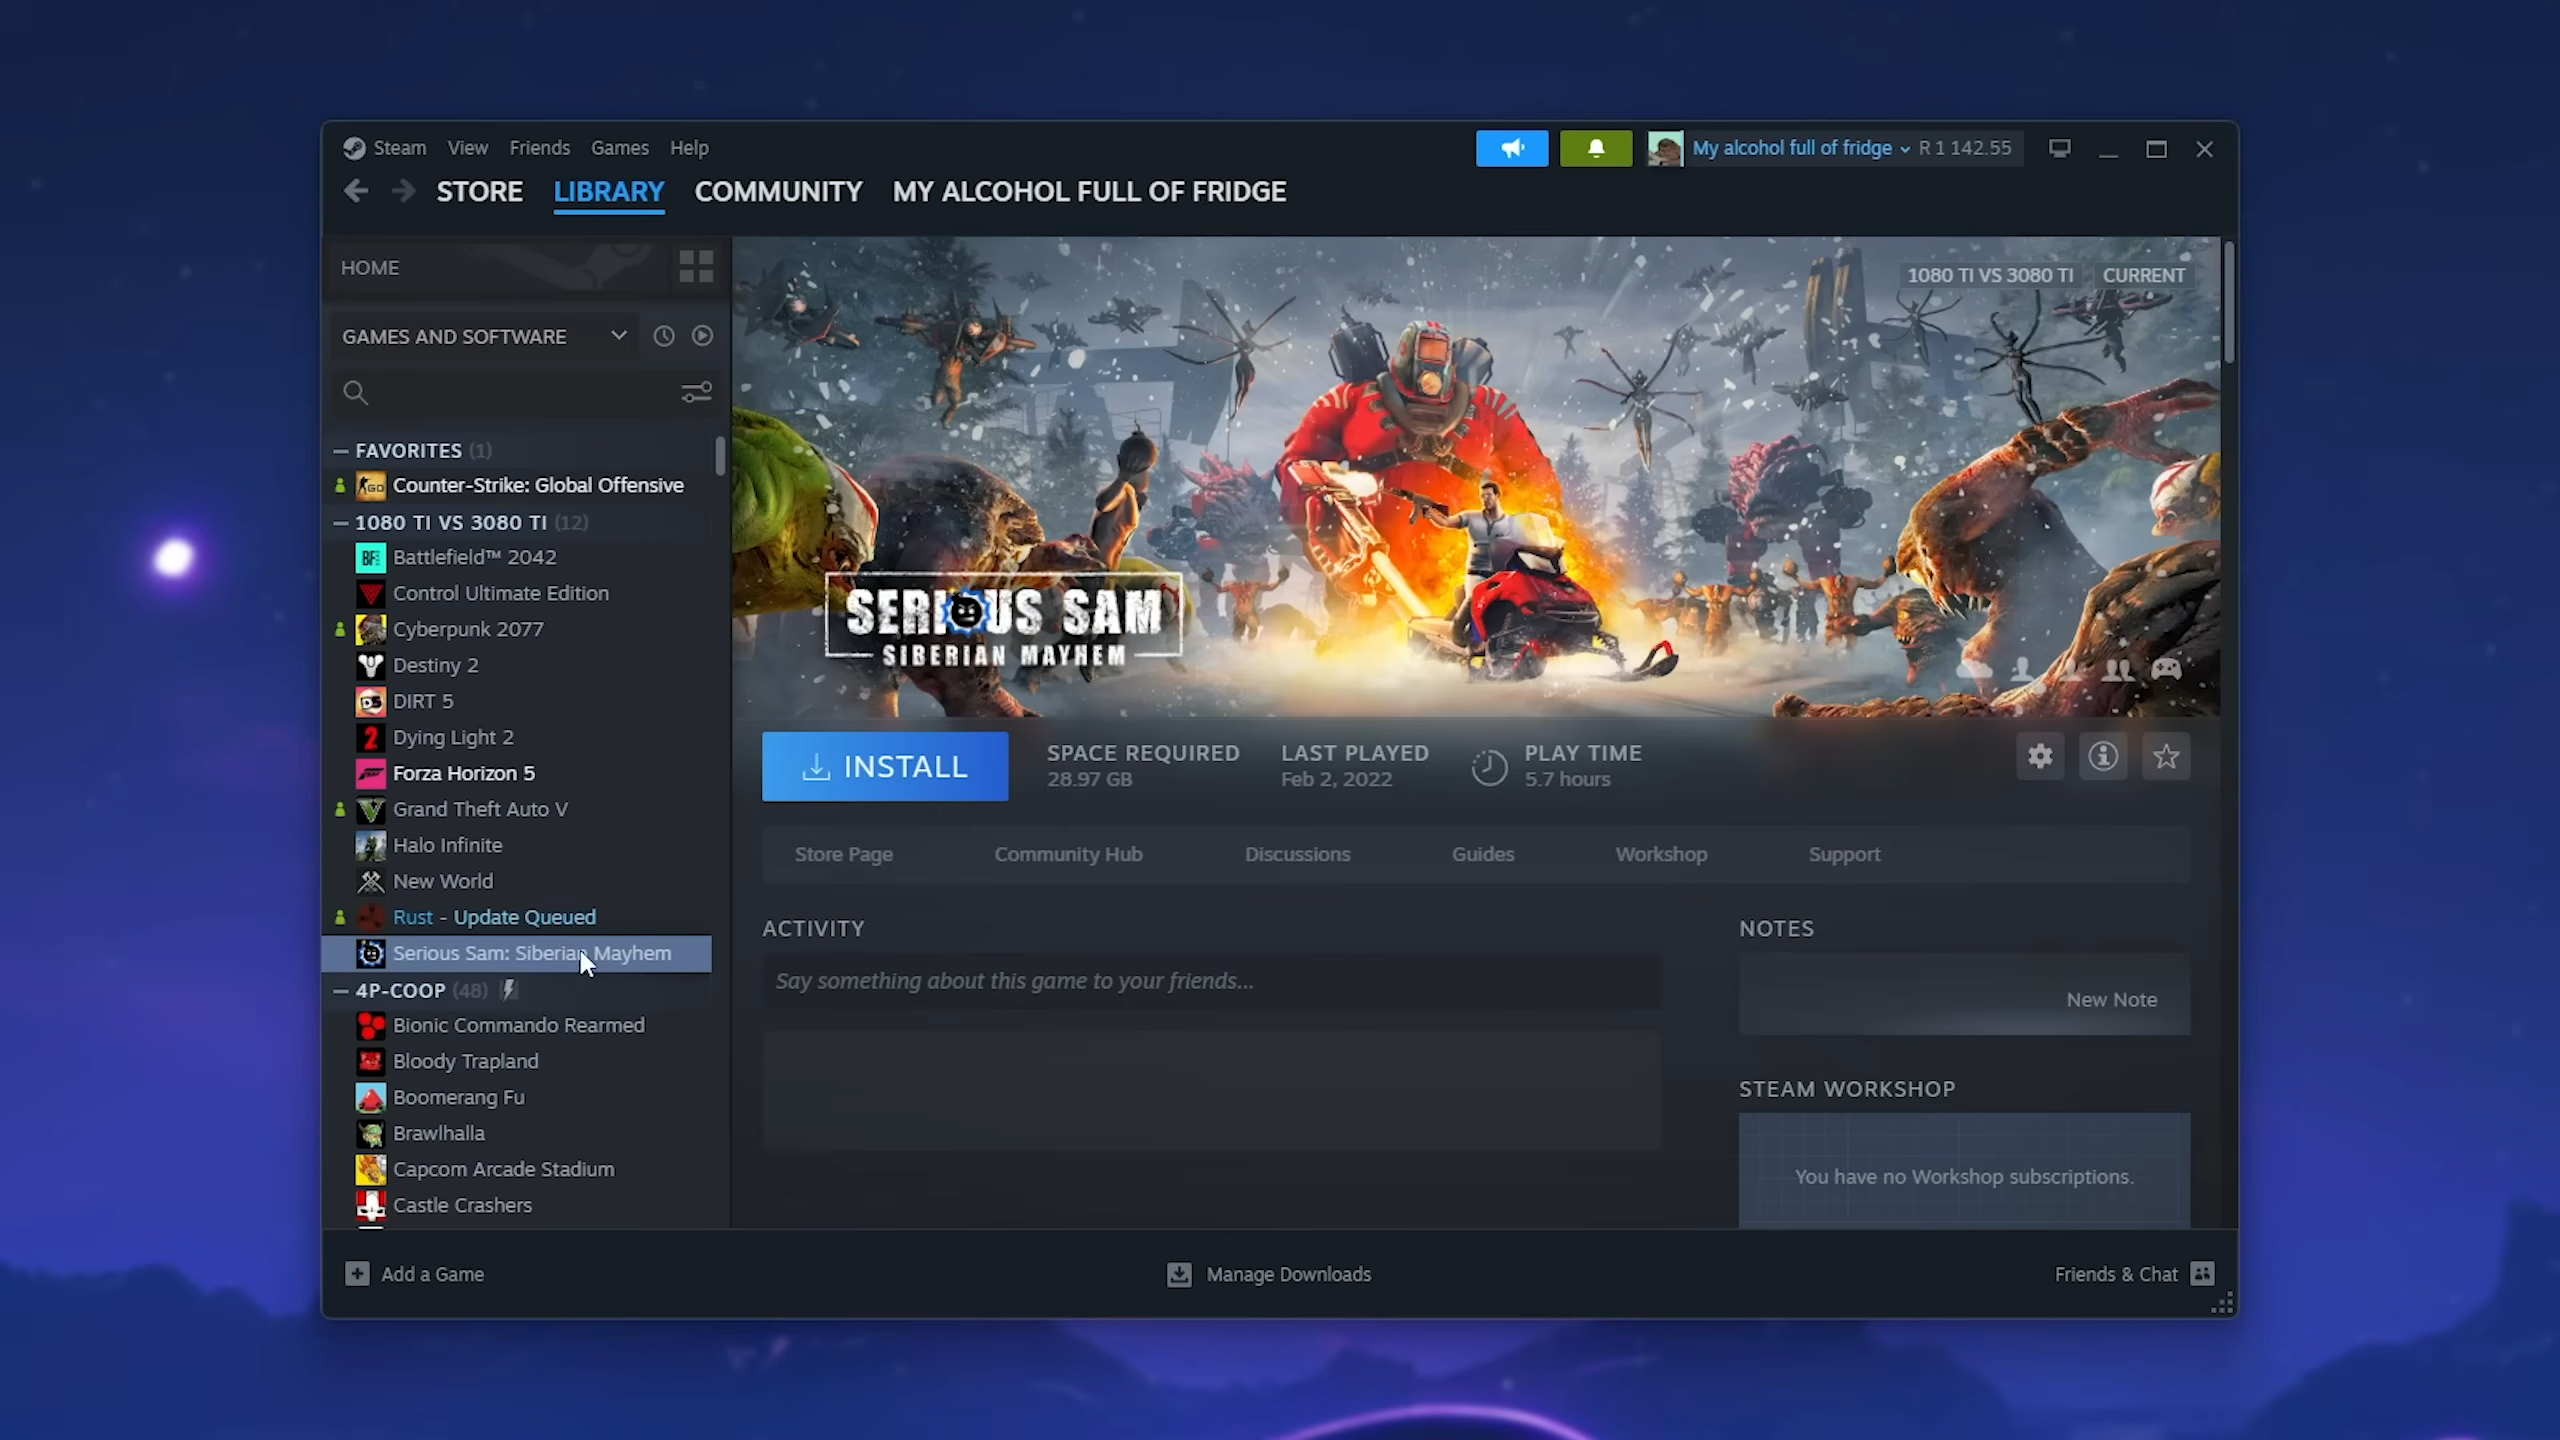 Steam View Friends Games Help
My alcohol full of fridge R 1 142.55
STORE LIBRARY COMMUNITY MY ALCOHOL FULL OF FRIDGE
HOME
GAMES AND SOFTWARE
FAVORITES (1)
Counter-Strike: Global Offensive
1080 TI VS 3080 TI (12)
Battlefield™ 2042
Control Ultimate Edition
Cyberpunk 2077
Destiny 2
DIRT 5
Dying Light 2
Forza Horizon 5
Grand Theft Auto V
Halo Infinite
New World
Rust - Update Queued
Serious Sam: Siberian Mayhem
4P-COOP (48)
Bionic Commando Rearmed
Bloody Trapland
Boomerang Fu
Brawlhalla
Capcom Arcade Stadium
Castle Crashers
1080 TI VS 3080 TI CURRENT
SERIOUS SAM
SIBERIAN MAYHEM
INSTALL
SPACE REQUIRED
28.97 GB
LAST PLAYED
Feb 2, 2022
PLAY TIME
5.7 hours
Store Page Community Hub Discussions Guides Workshop Support
ACTIVITY
Say something about this game to your friends...
NOTES
New Note
STEAM WORKSHOP
You have no Workshop subscriptions.
Add a Game
Manage Downloads
Friends & Chat